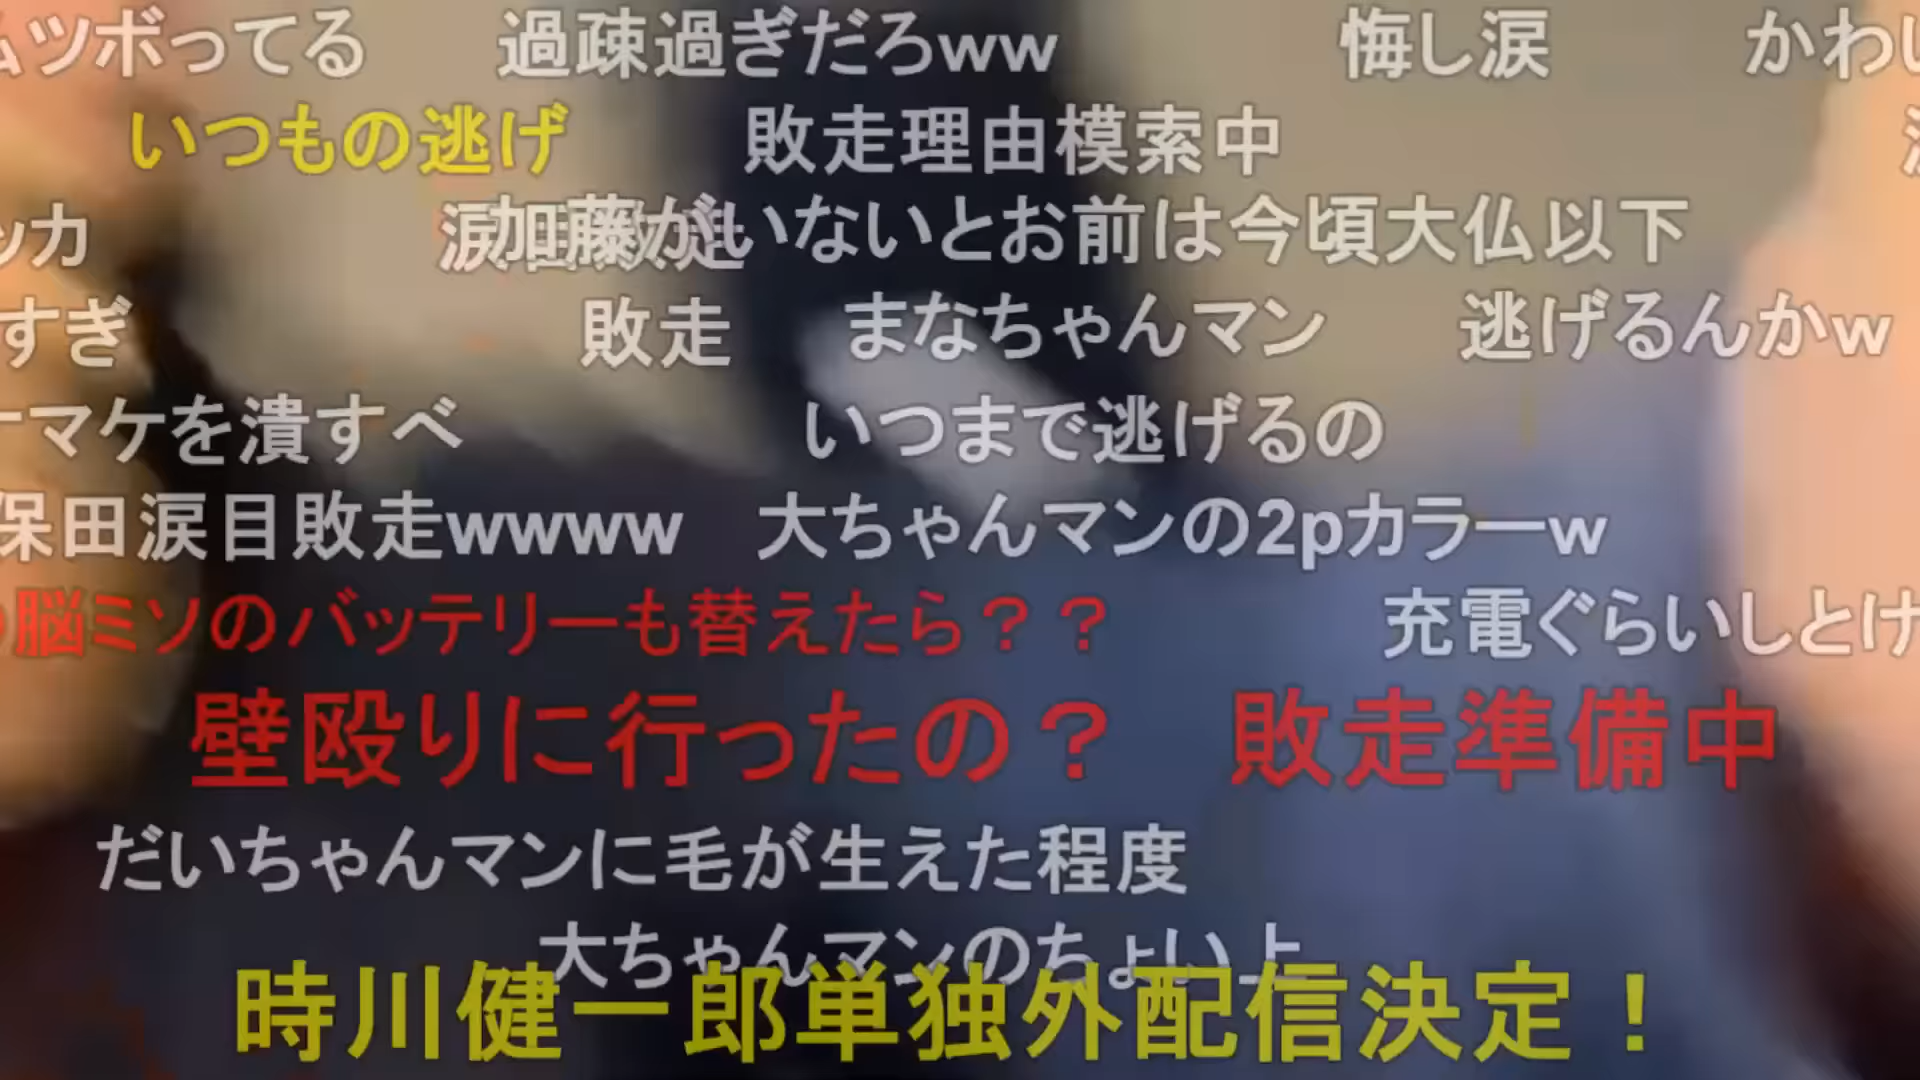 ムツボってる 過疎過ぎだろww 悔し涙 かわい
いつもの逃げ 敗走理由模索中
ッカ 涙目敗走 加藤がいないとお前は今頃大仏以下
すぎ 敗走 まなちゃんマン 逃げるんかw
マケを潰すべ いつまで逃げるの
保田涙目敗走wwww 大ちゃんマンの2pカラーw
脳ミソのバッテリーも替えたら？？ 充電ぐらいしとけ
壁殴りに行ったの？ 敗走準備中
だいちゃんマンに毛が生えた程度
大ちゃんマンのちょい上
時川健一郎単独外配信決定！